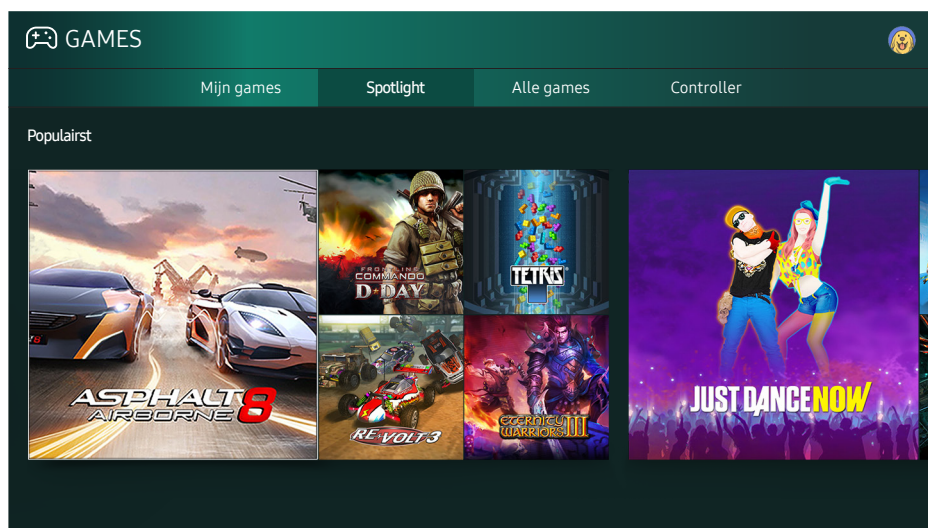 GAMES
Mijn games
Spotlight
Alle games
Controller
Populairst
ASPHALT 8
AIRBORNE
FRONTLINE
COMMANDO
D★DAY
TETRIS
RE-VOLT 3
ETERNITY
WARRIORS III
JUST DANCE NOW